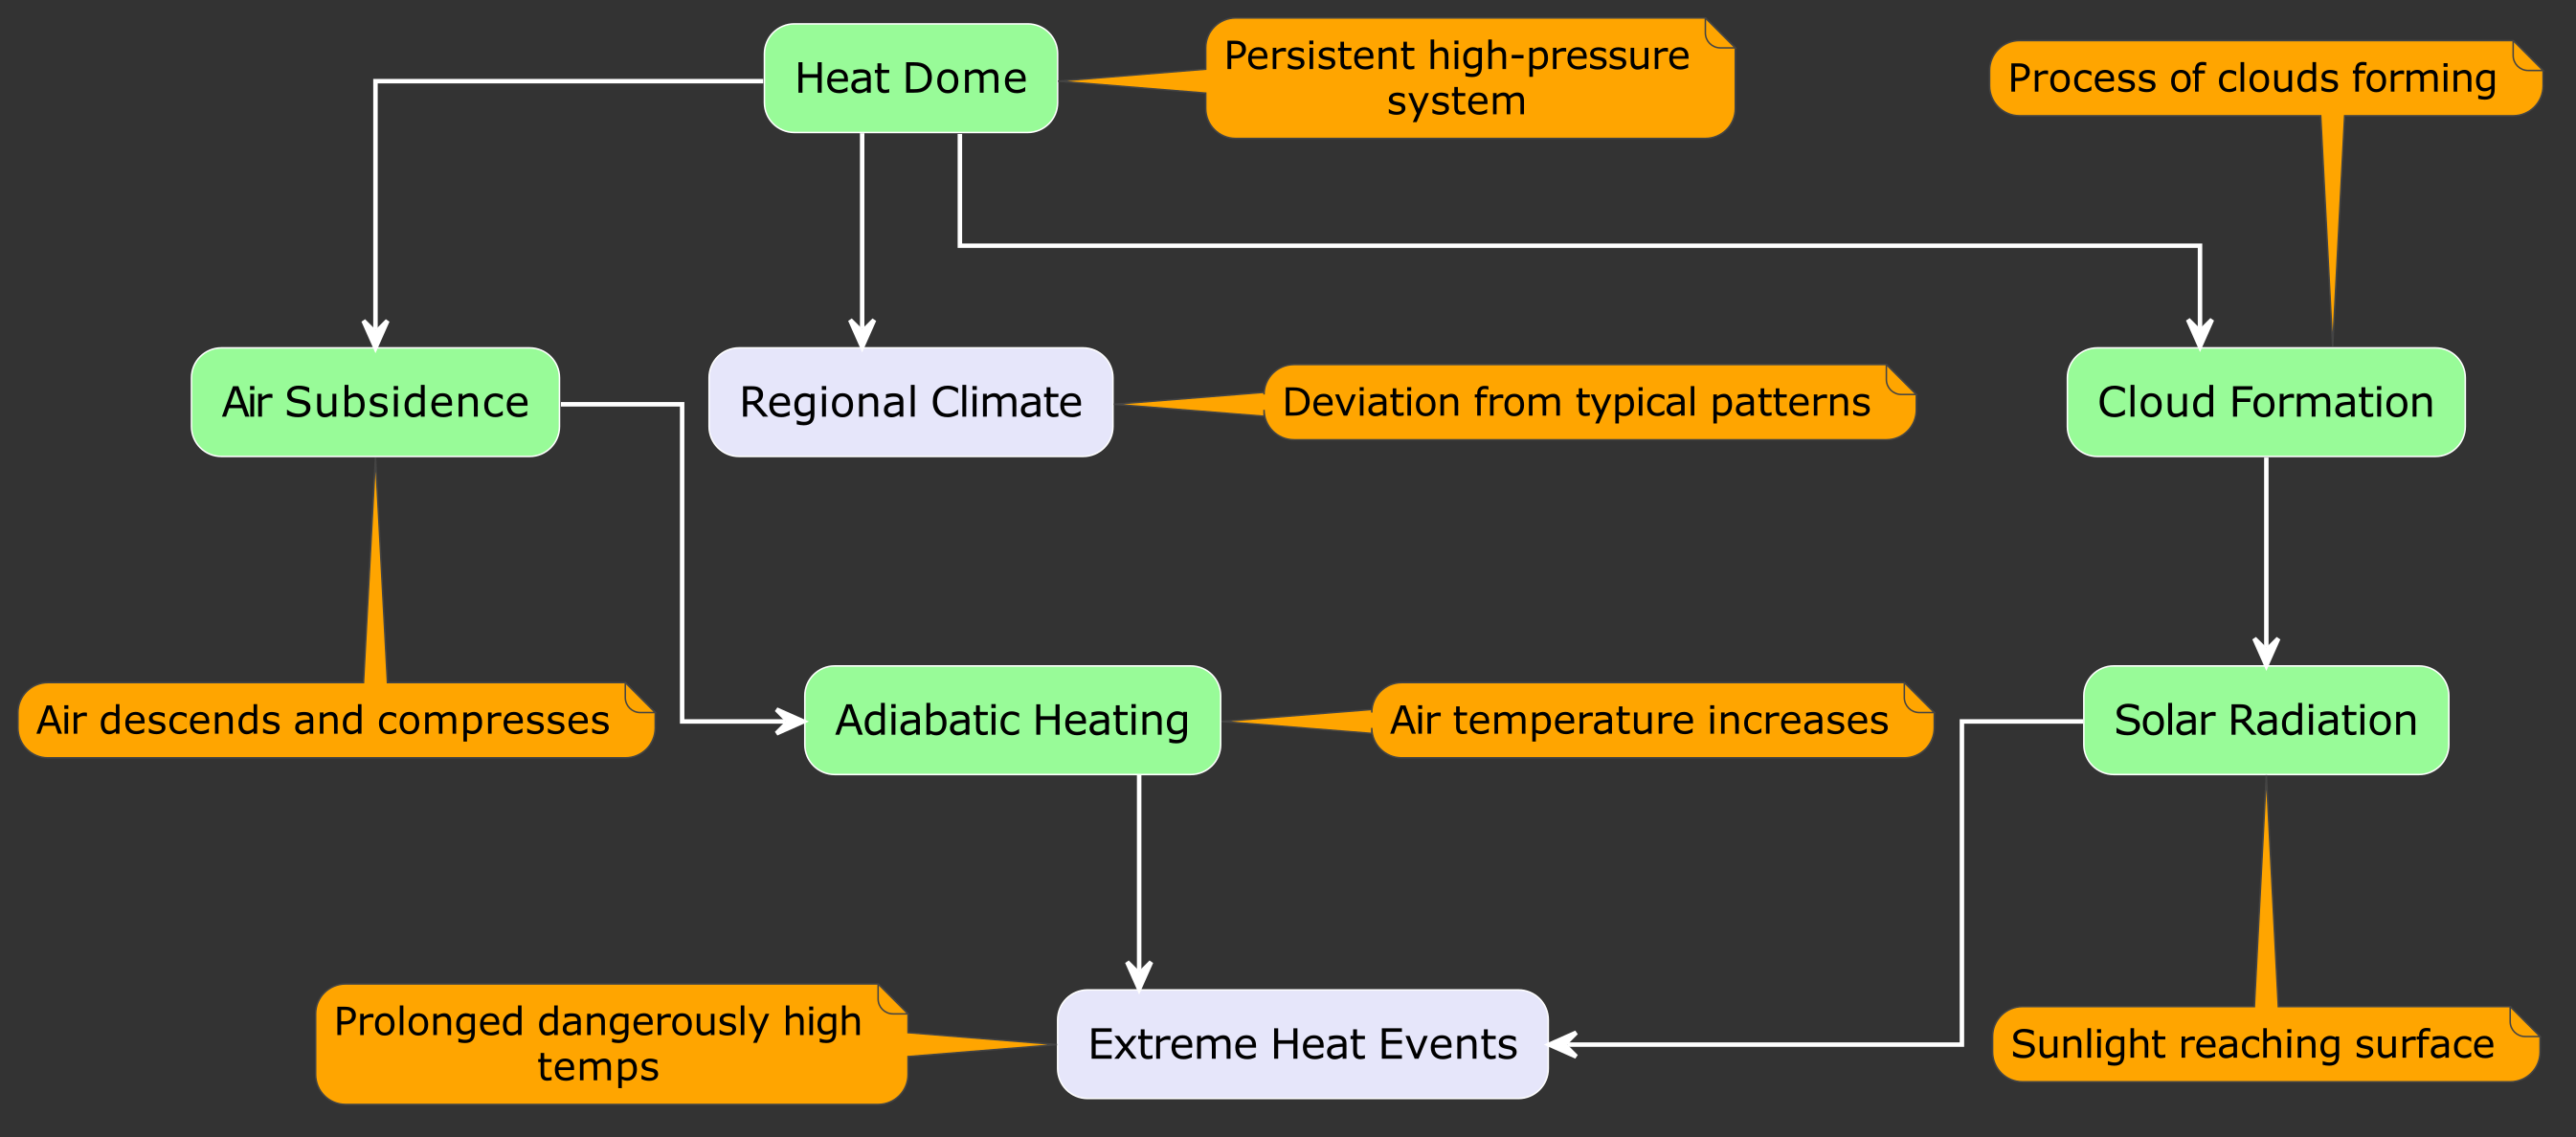 Heat Dome
Persistent high-pressure
system
Process of clouds forming
Air Subsidence
Regional Climate
Deviation from typical patterns
Cloud Formation
Air descends and compresses
Adiabatic Heating
Air temperature increases
Solar Radiation
Prolonged dangerously high
temps
Extreme Heat Events
Sunlight reaching surface